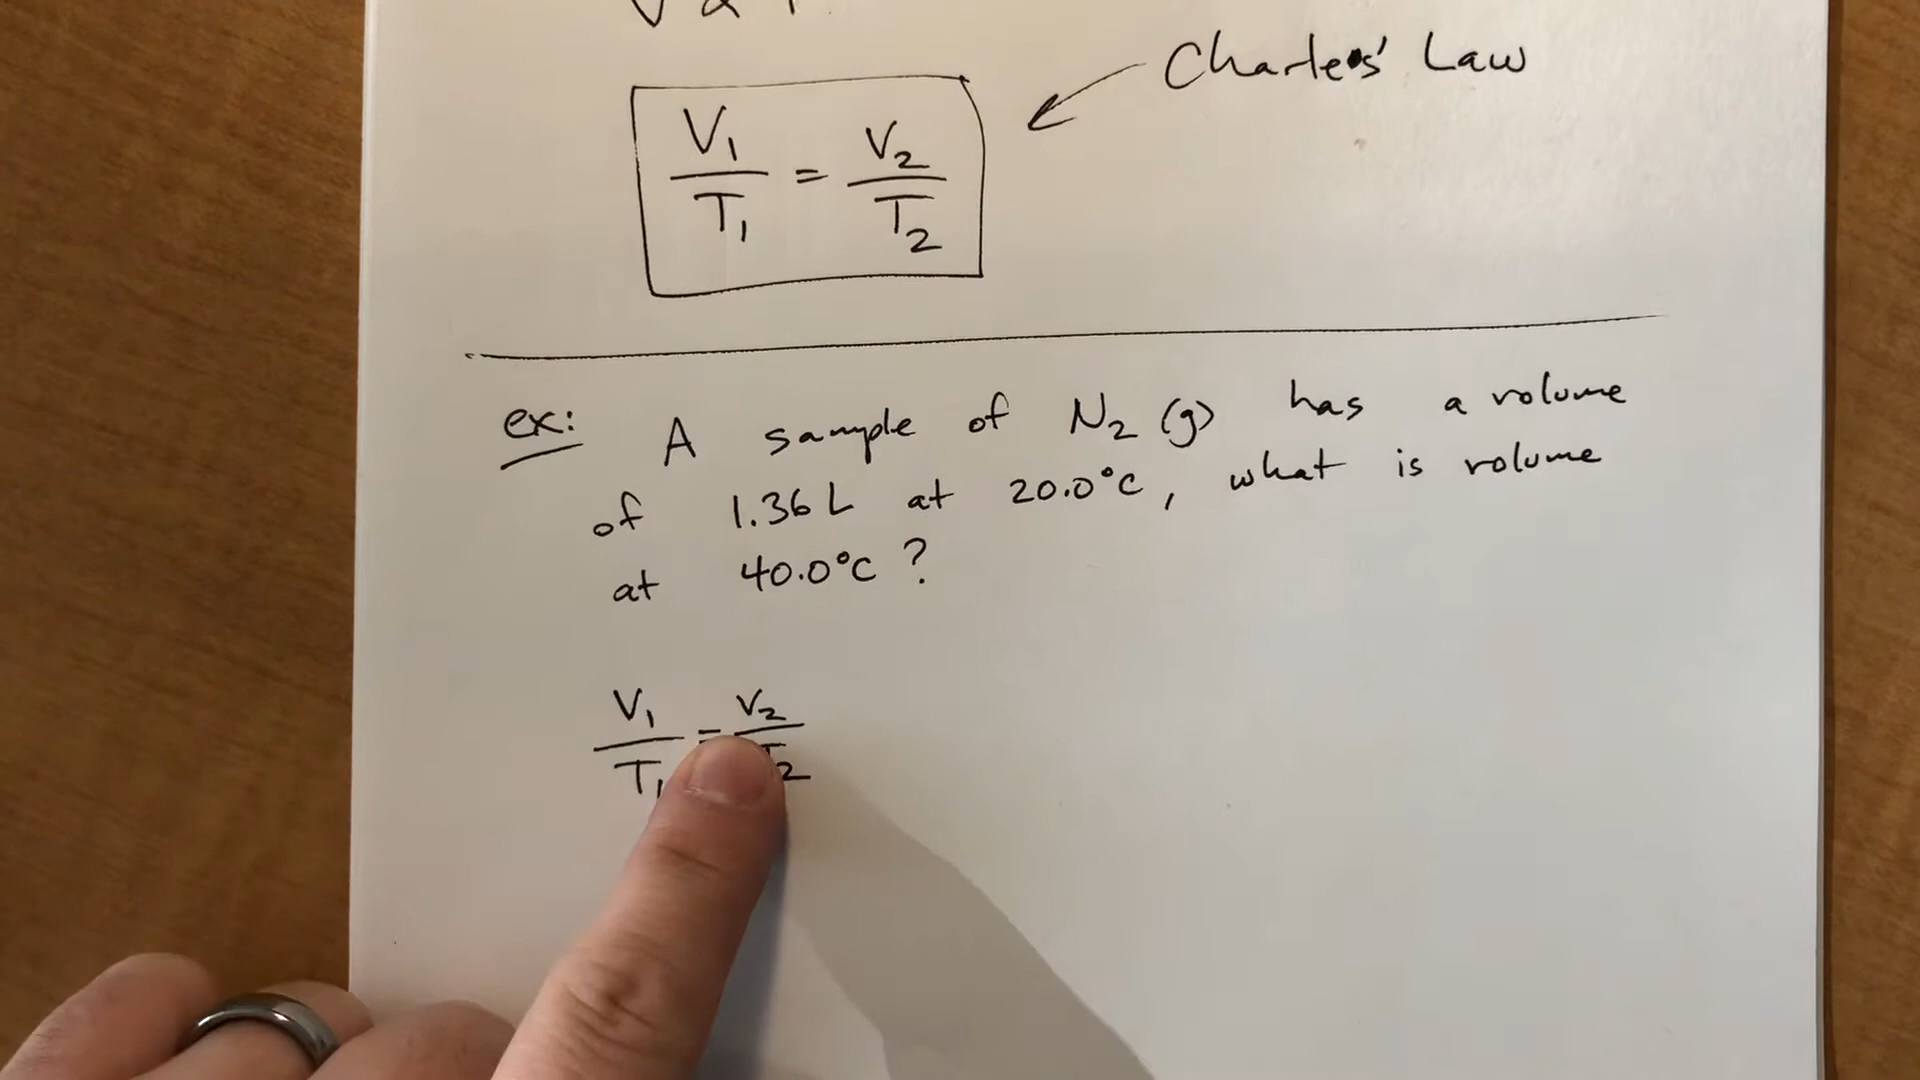 V ∝ T
Charles' Law
V₁/T₁ = V₂/T₂
ex: A sample of N₂ (g) has a volume
of 1.36 L at 20.0°C, what is volume
at 40.0°C ?
V₁/T₁ = V₂/T₂